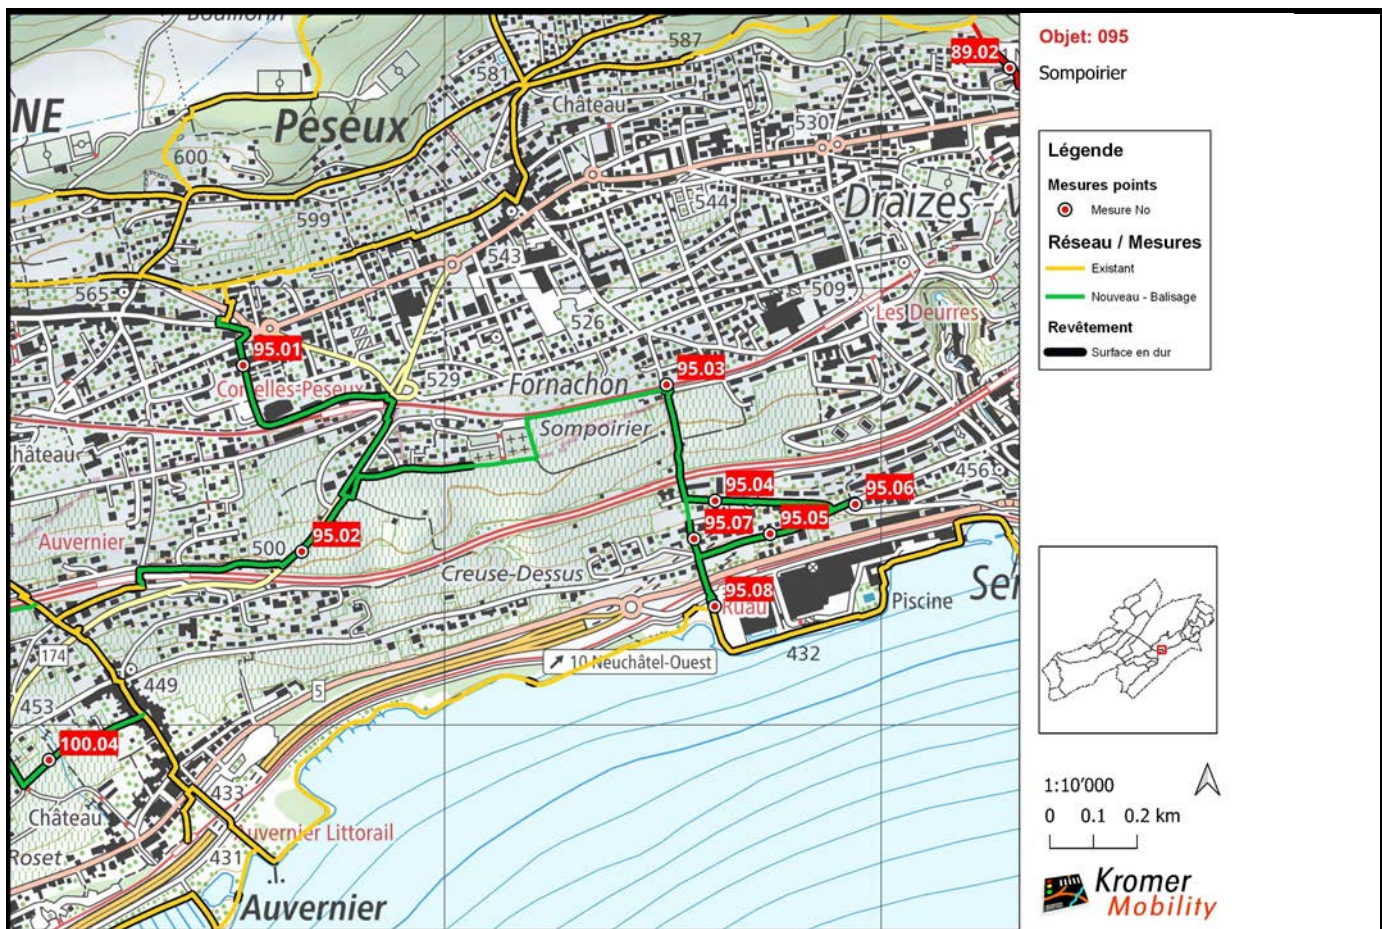 Bouillorin
587
89.02
Objet: 095
Sompoirier
581
Château
NE
Peseux
530
600
544
Draizes - V
599
543
565
509
Les Deurres
526
95.01
Corcelles-Peseux
529
Fornachon
95.03
Sompoirier
hâteau
456
95.04
95.06
95.02
95.07
95.05
Auvernier
500
Creuse-Dessus
95.08
Ruau
Piscine
Ser
432
174
10 Neuchâtel-Ouest
449
5
453
100.04
433
Château
Auvernier Littorail
Roset
431
Auvernier
Légende
Mesures points
Mesure No
Réseau / Mesures
Existant
Nouveau - Balisage
Revêtement
Surface en dur
1:10'000
0 0.1 0.2 km
Kromer
Mobility